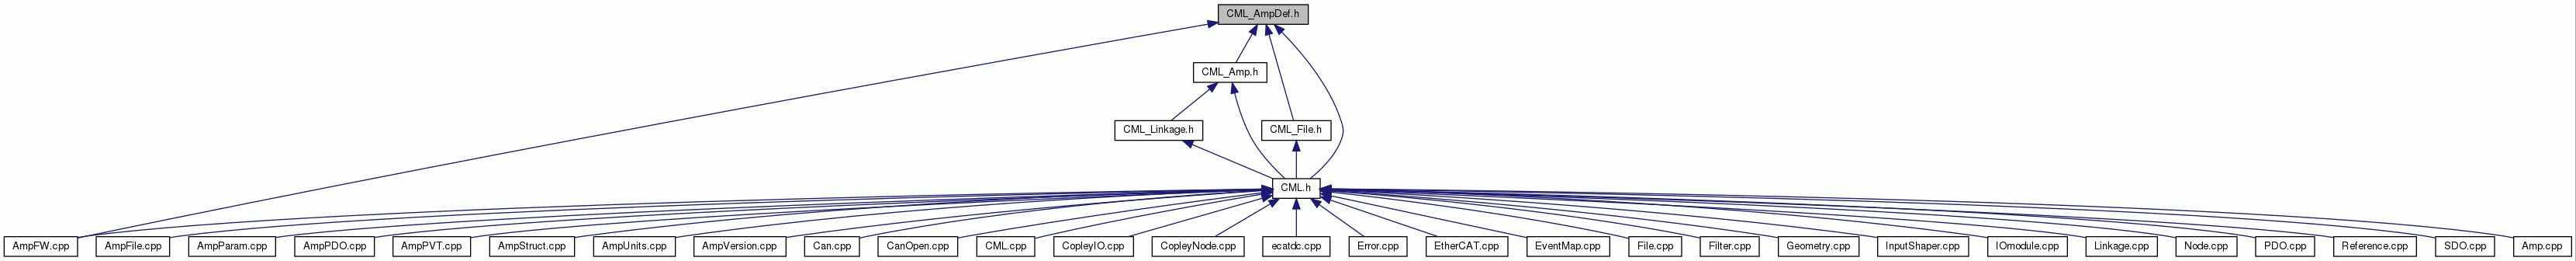 CML_AmpDef.h
CML_Amp.h
CML_Linkage.h
CML_File.h
CML.h
AmpFW.cpp
AmpFile.cpp
AmpParam.cpp
AmpPDO.cpp
AmpPVT.cpp
AmpStruct.cpp
AmpUnits.cpp
AmpVersion.cpp
Can.cpp
CanOpen.cpp
CML.cpp
CopleyIO.cpp
CopleyNode.cpp
ecatdc.cpp
Error.cpp
EtherCAT.cpp
EventMap.cpp
File.cpp
Filter.cpp
Geometry.cpp
InputShaper.cpp
IOmodule.cpp
Linkage.cpp
Node.cpp
PDO.cpp
Reference.cpp
SDO.cpp
Amp.cpp